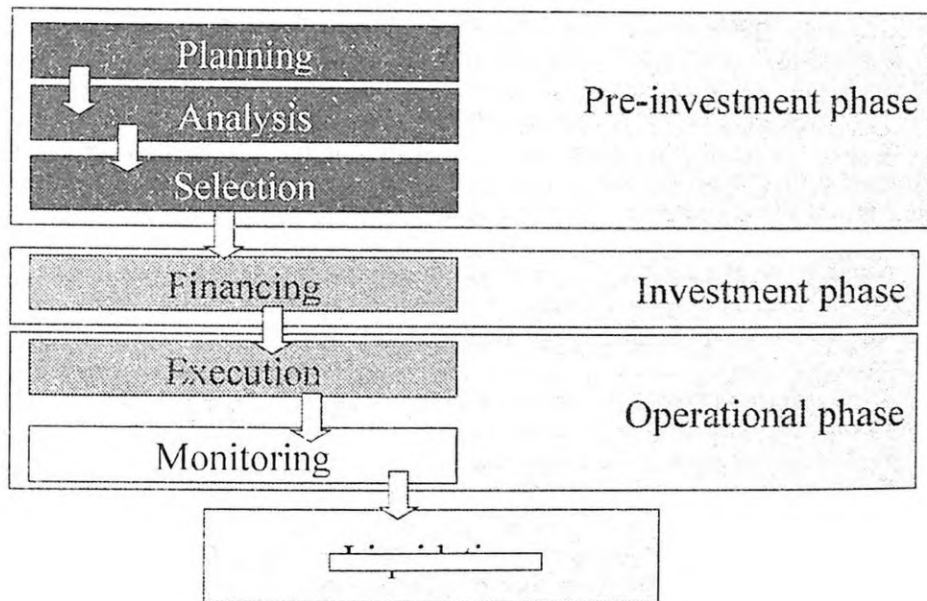 Planning
Analysis
Pre-investment phase
Selection
Financing
Investment phase
Execution
Operational phase
Monitoring